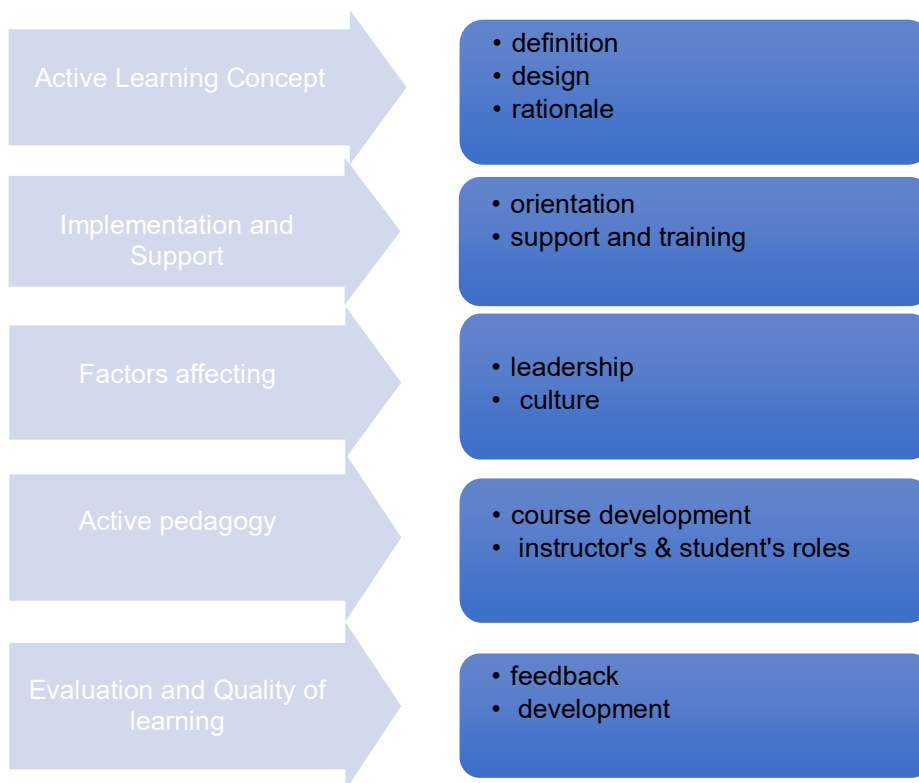 Active Learning Concept
• definition
• design
• rationale
Implementation and
Support
• orientation
• support and training
Factors affecting
• leadership
• culture
Active pedagogy
• course development
• instructor's & student's roles
Evaluation and Quality of
learning
• feedback
• development